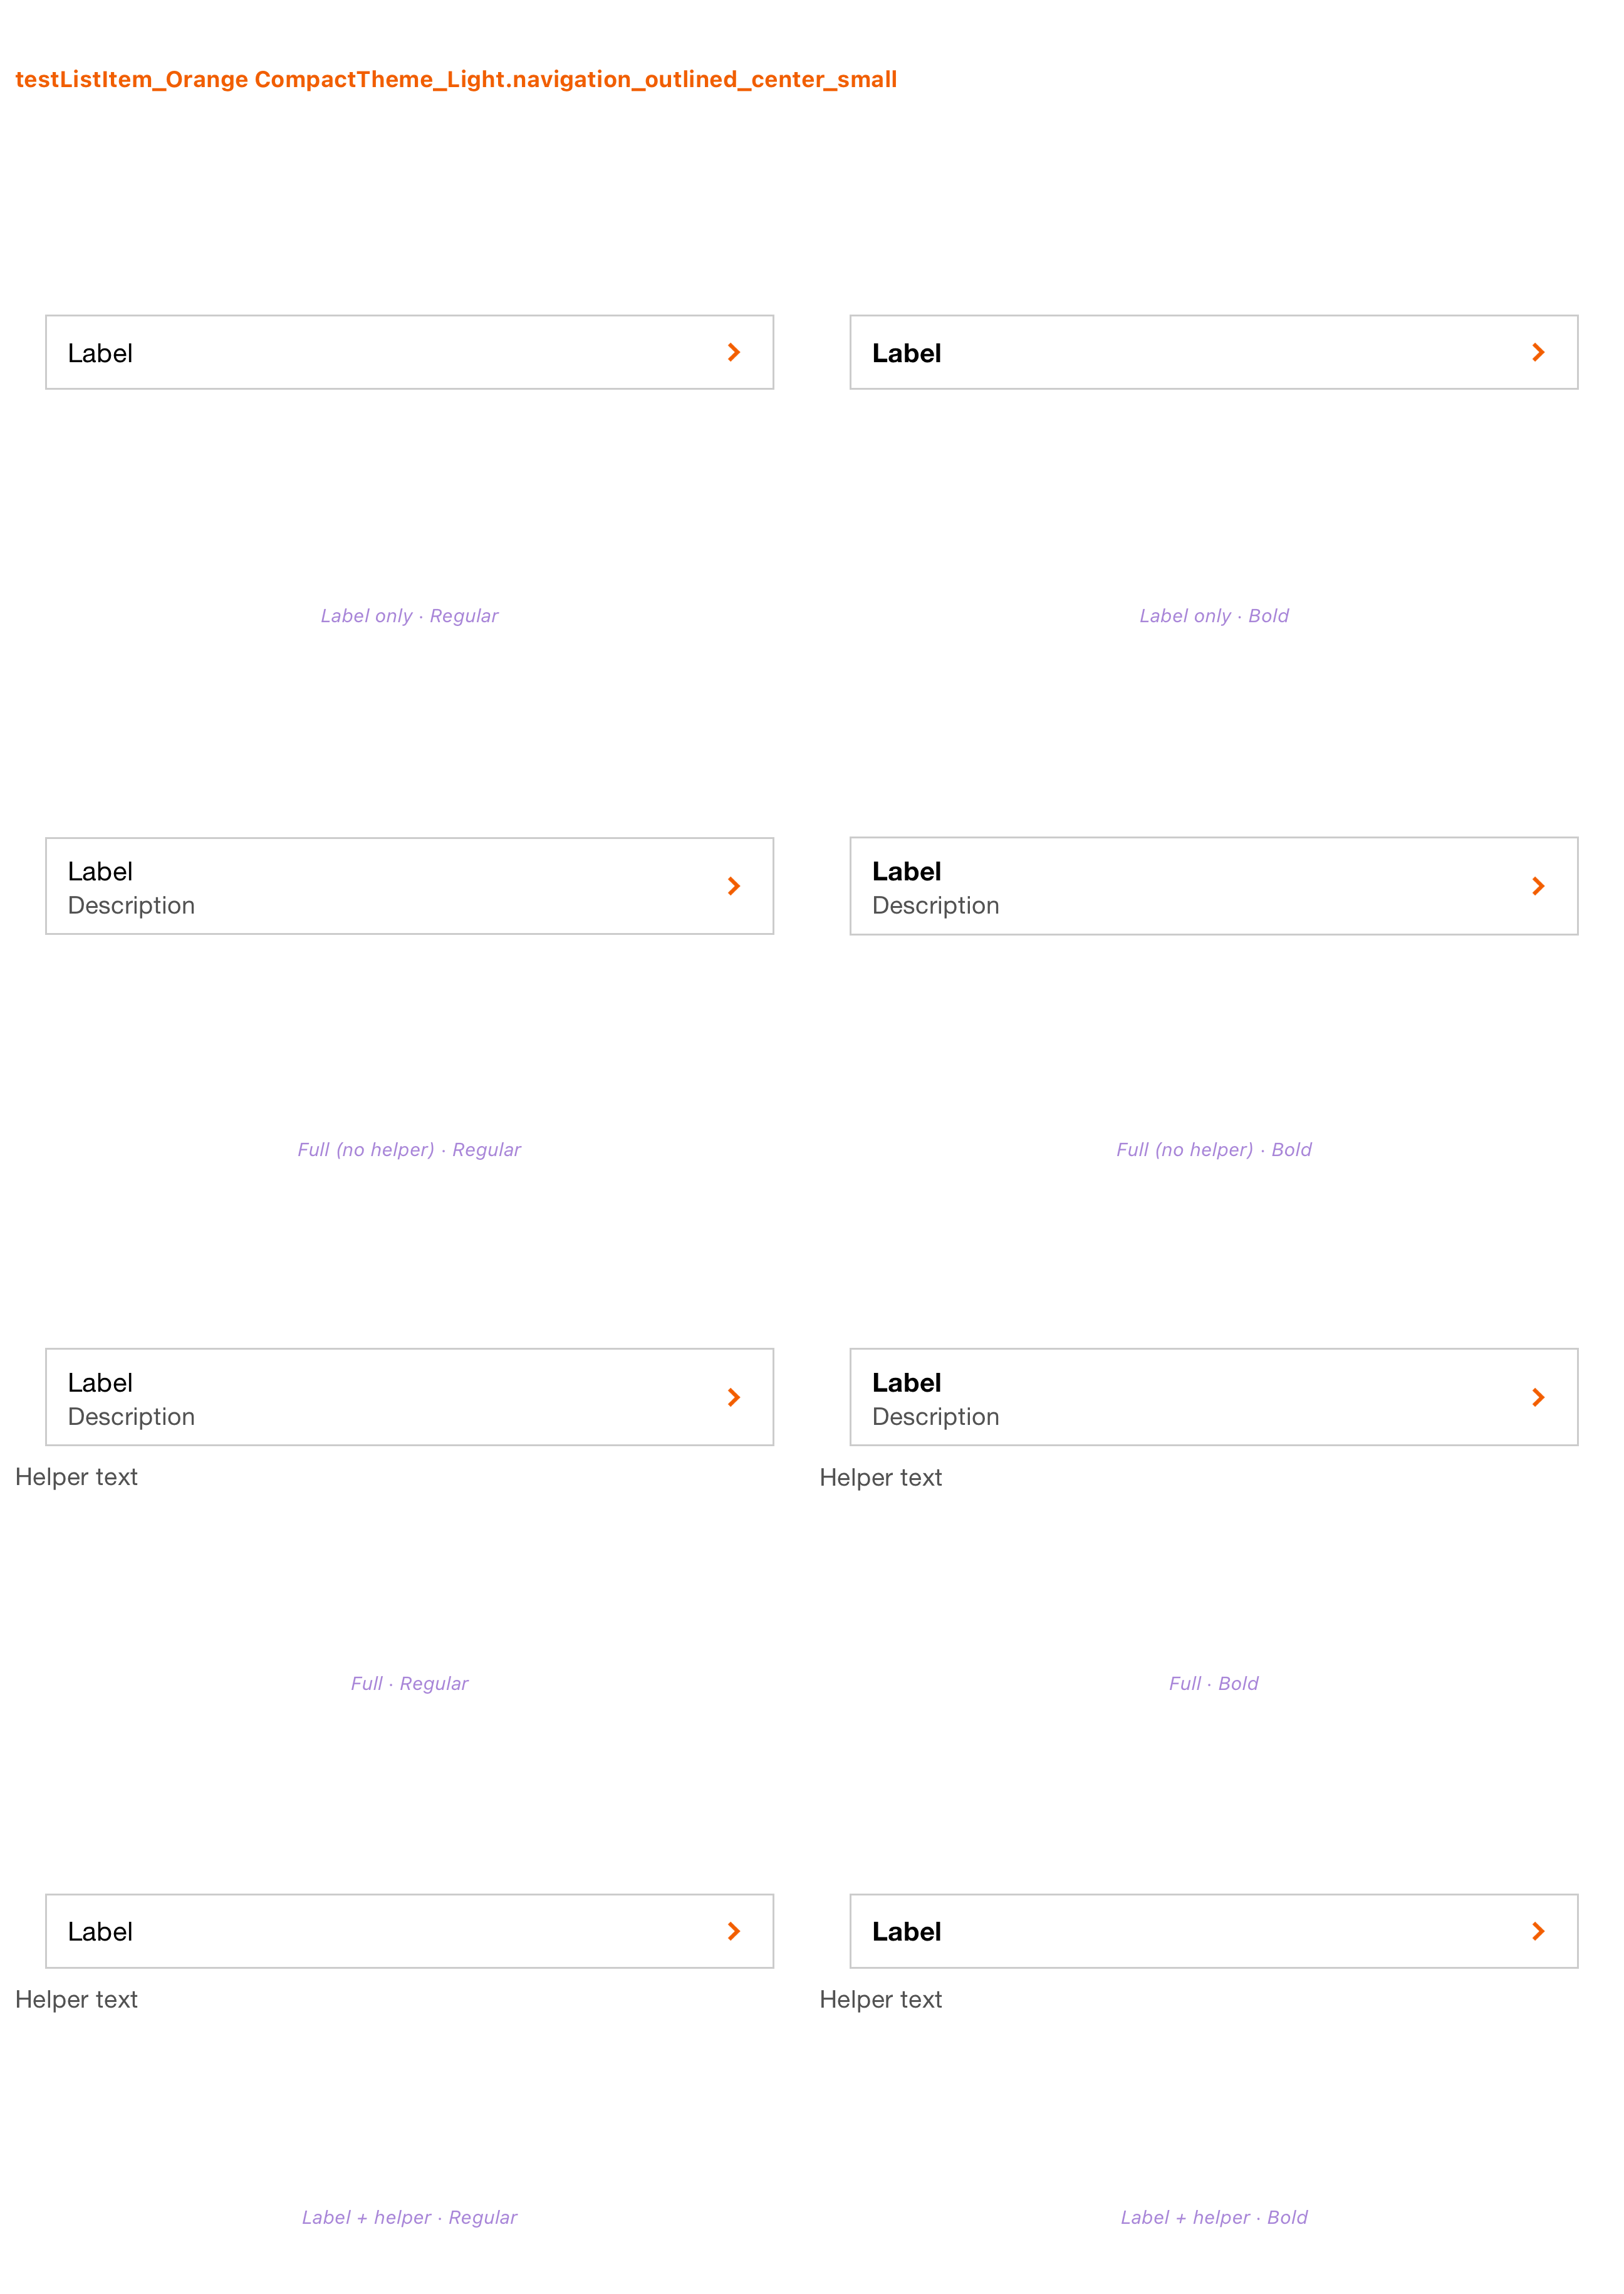 testListItem_Orange CompactTheme_Light.navigation_outlined_center_small
Label
Label
Label only · Regular
Label only · Bold
Label
Description
Label
Description
Full (no helper) · Regular
Full (no helper) · Bold
Label
Description
Helper text
Label
Description
Helper text
Full · Regular
Full · Bold
Label
Helper text
Label
Helper text
Label + helper · Regular
Label + helper · Bold